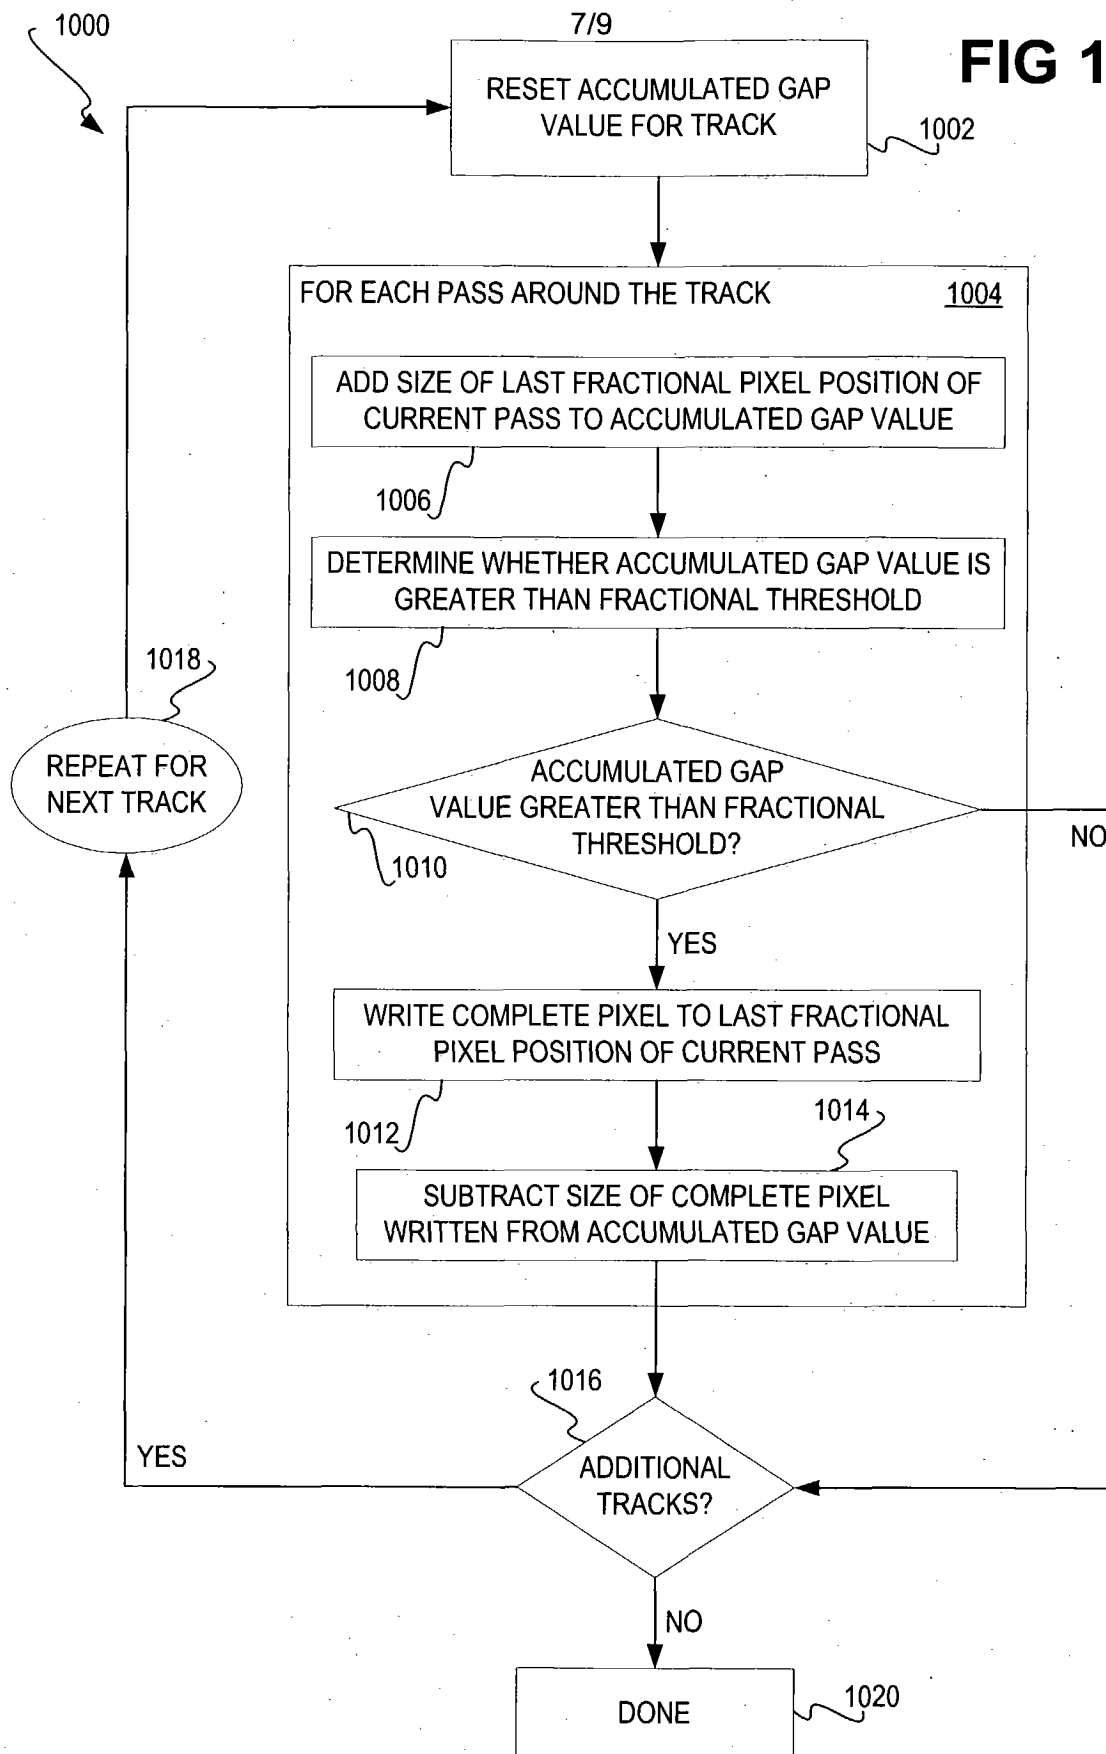 7/9
1000
FIG 1
RESET ACCUMULATED GAP
VALUE FOR TRACK
1002
FOR EACH PASS AROUND THE TRACK
1004
ADD SIZE OF LAST FRACTIONAL PIXEL POSITION OF
CURRENT PASS TO ACCUMULATED GAP VALUE
1006
DETERMINE WHETHER ACCUMULATED GAP VALUE IS
GREATER THAN FRACTIONAL THRESHOLD
1008
1018
REPEAT FOR
NEXT TRACK
ACCUMULATED GAP
VALUE GREATER THAN FRACTIONAL
THRESHOLD?
1010
NO
YES
WRITE COMPLETE PIXEL TO LAST FRACTIONAL
PIXEL POSITION OF CURRENT PASS
1012
1014
SUBTRACT SIZE OF COMPLETE PIXEL
WRITTEN FROM ACCUMULATED GAP VALUE
1016
YES
ADDITIONAL
TRACKS?
NO
DONE
1020